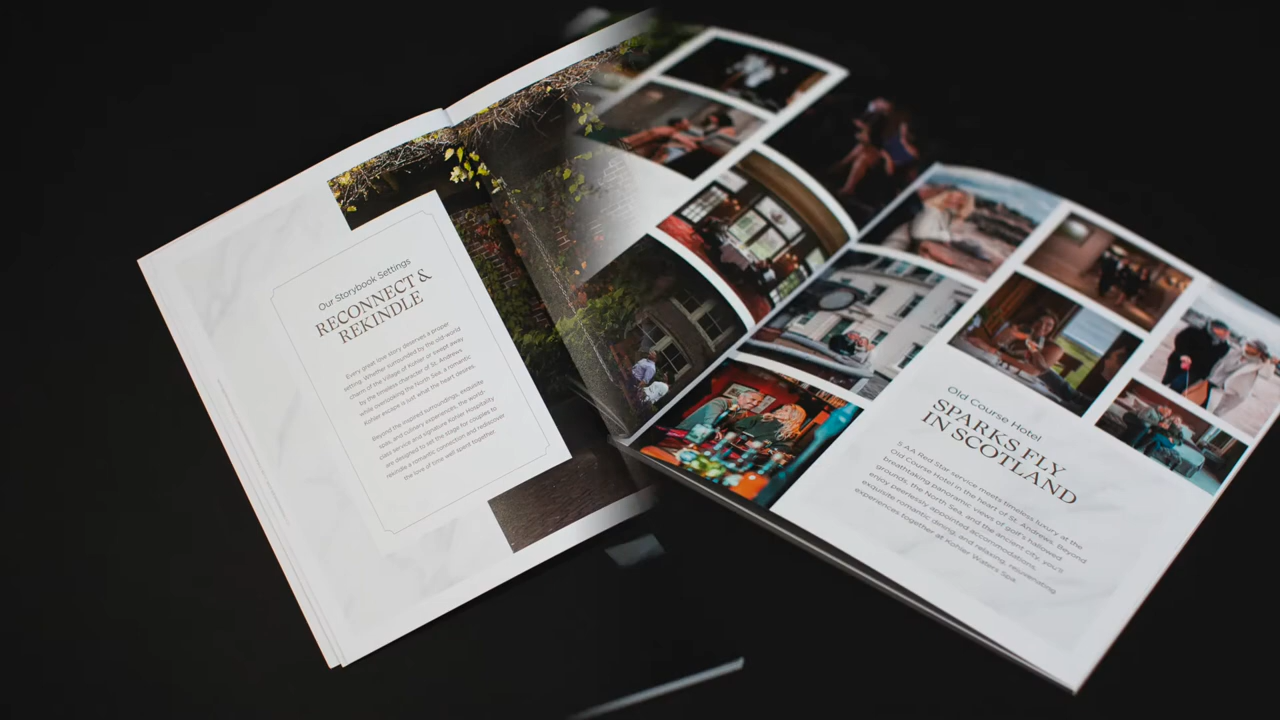 Our Storybook Settings
RECONNECT &
REKINDLE
Every great love story deserves a proper
setting. Whether surrounded by the old-world
charm of the Village of Kohler or swept away
by the timeless character of St. Andrews
while overlooking the North Sea, a romantic
Kohler escape is just what the heart desires.
Beyond the inspired surroundings, exquisite
spas, and culinary experiences, the world-
class service and signature Kohler Hospitality
are designed to set the stage for couples to
rekindle a romantic connection and rediscover
the love of time well spent together.
Old Course Hotel
SPARKS FLY
IN SCOTLAND
5 AA Red Star service meets timeless luxury at the
Old Course Hotel in the heart of St. Andrews. Beyond
breathtaking panoramic views of golf's hallowed
grounds, the North Sea, and the ancient city, you'll
enjoy peerlessly appointed accommodations,
exquisite romantic dining, and relaxing, rejuvenating
experiences together at Kohler Waters Spa.